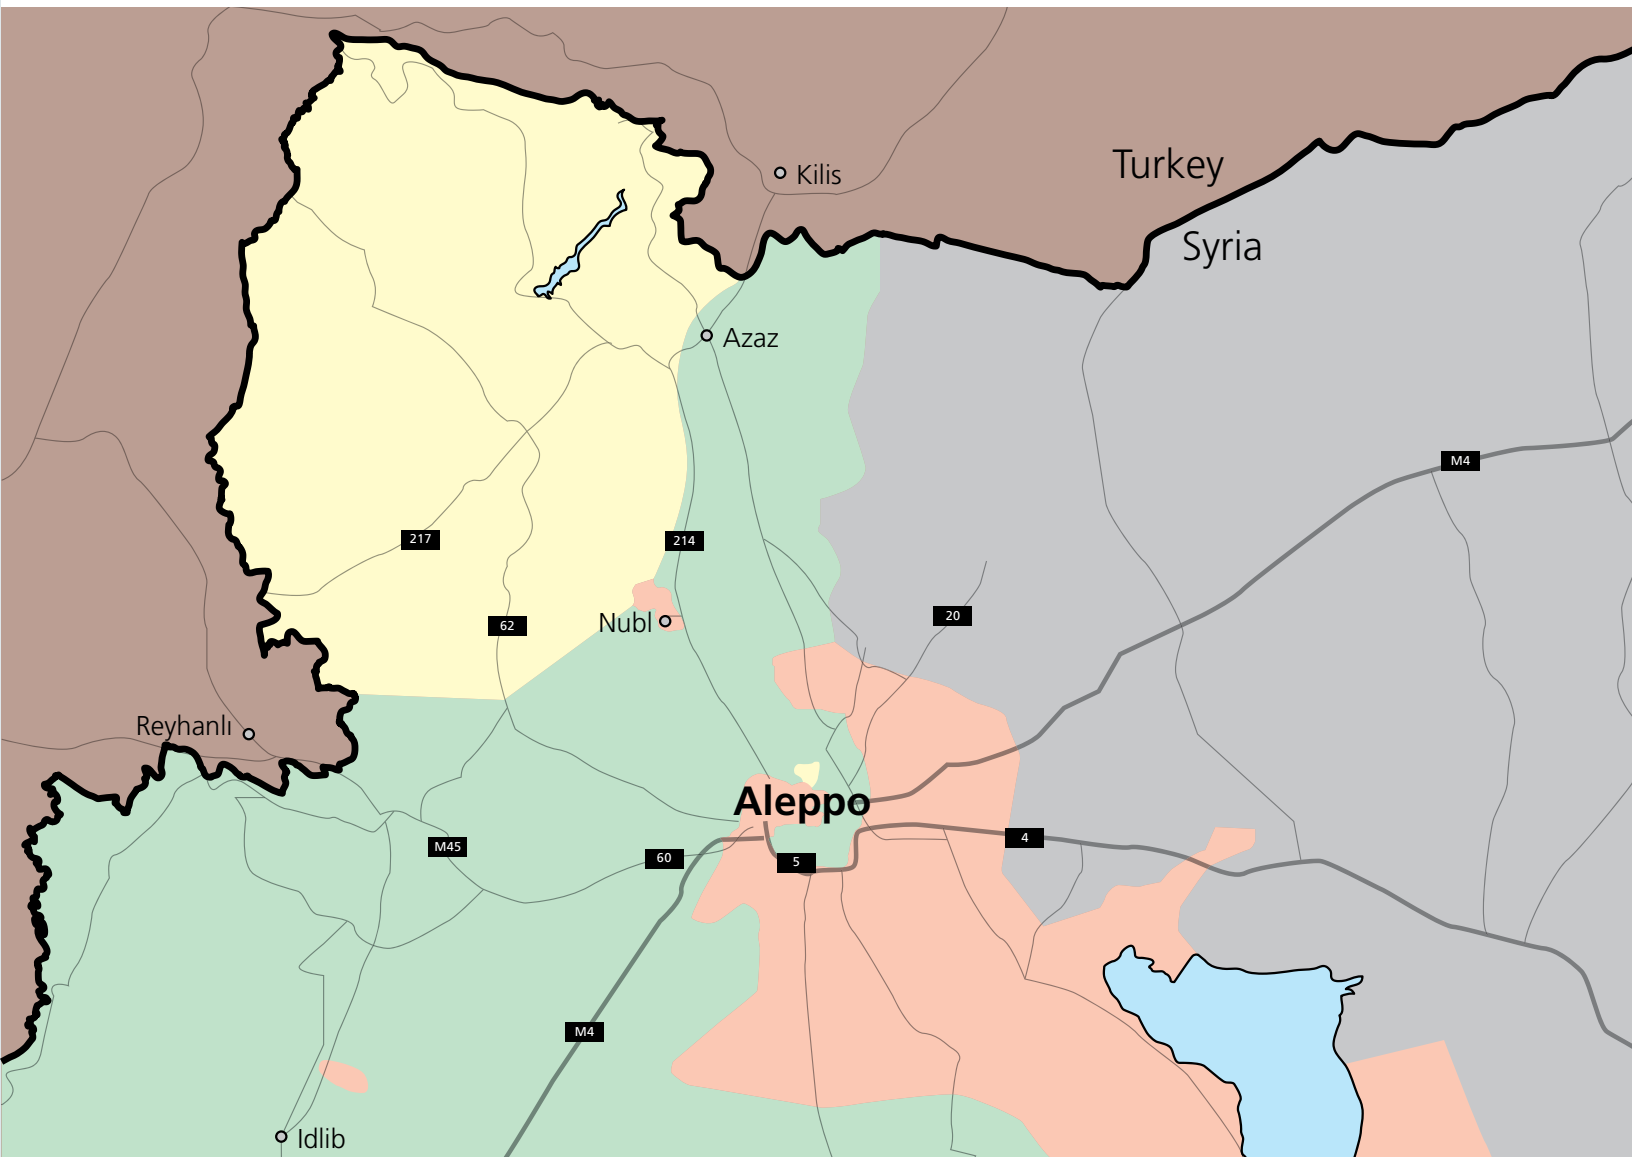 Turkey
Kilis
Syria
Azaz
M4
217
214
20
62
Nubl
Reyhanlı
Aleppo
4
M45
60
5
M4
Idlib